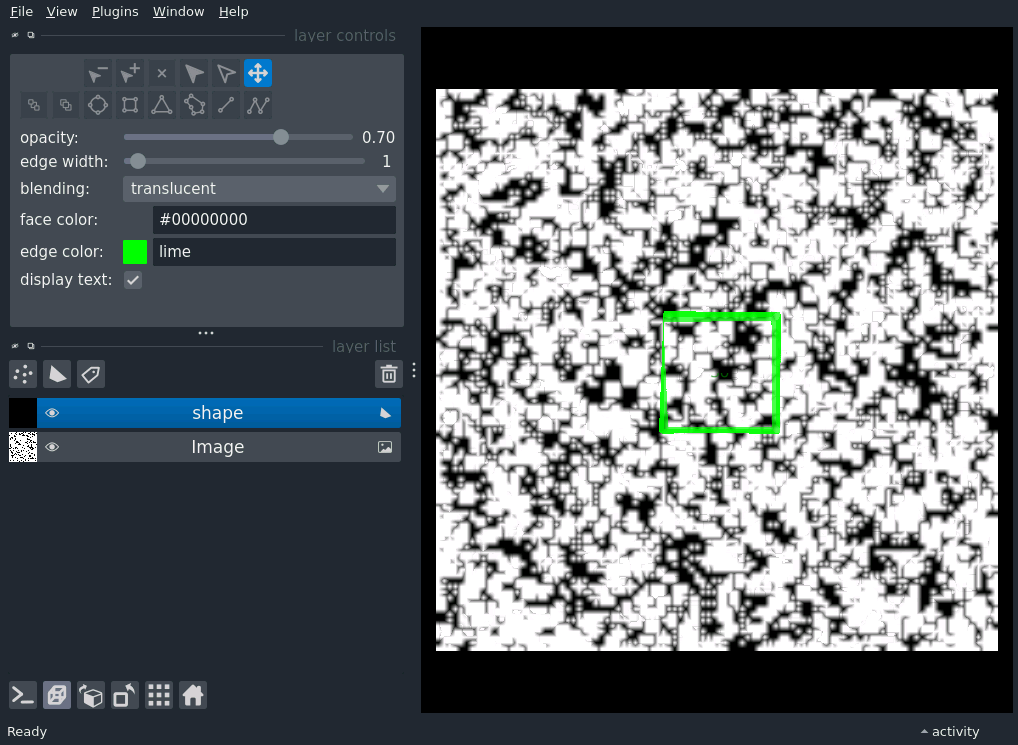 File View Plugins Window Help
layer controls
opacity: 0.70
edge width: 1
blending: translucent
face color: #00000000
edge color: lime
display text:
layer list
shape
Image
Ready activity